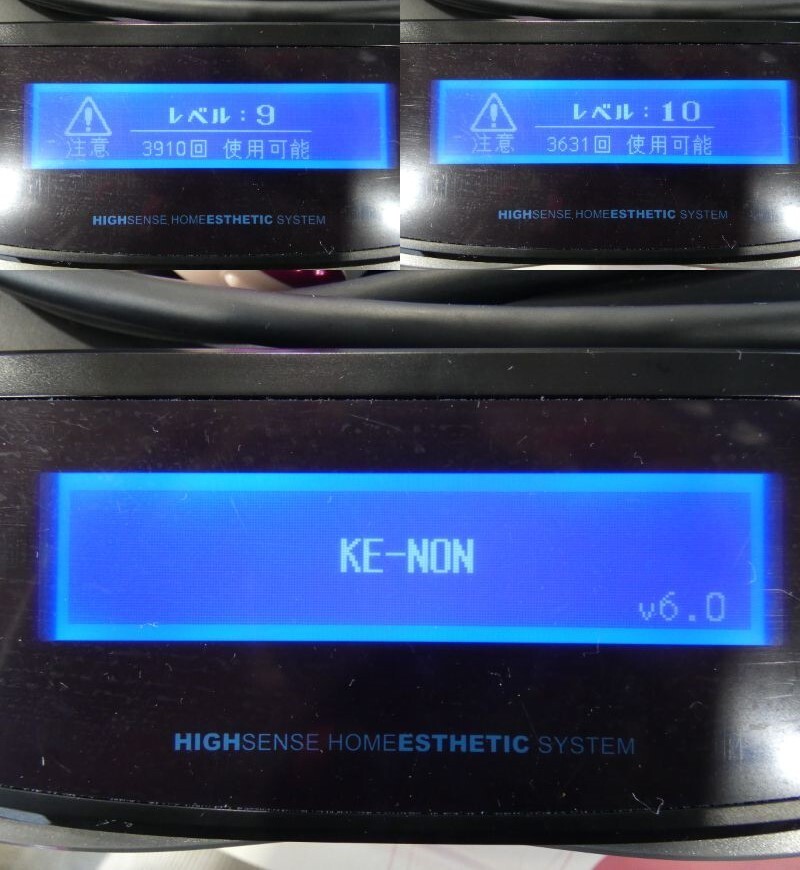 レベル：9
注意 3910回 使用可能
HIGHSENSE, HOMEESTHETIC SYSTEM
レベル：10
注意 3631回 使用可能
HIGHSENSE, HOMEESTHETIC SYSTEM
KE-NON
v6.0
HIGHSENSE, HOMEESTHETIC SYSTEM